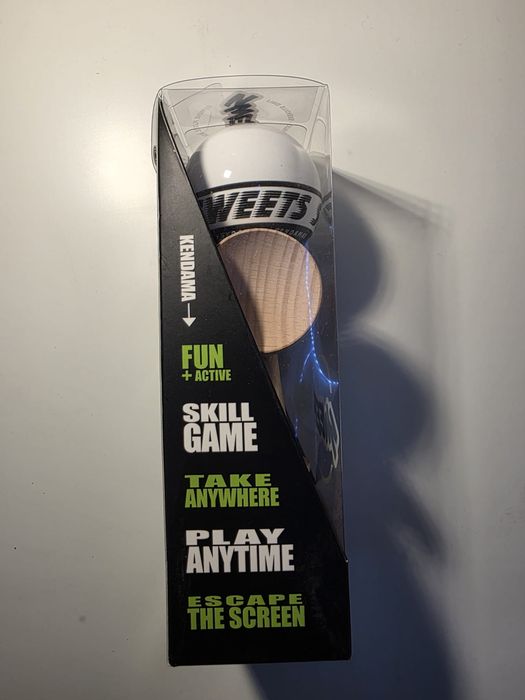 WEETS
KENDAMA
FUN
+ ACTIVE
SKILL
GAME
TAKE
ANYWHERE
PLAY
ANYTIME
ESCAPE
THE SCREEN